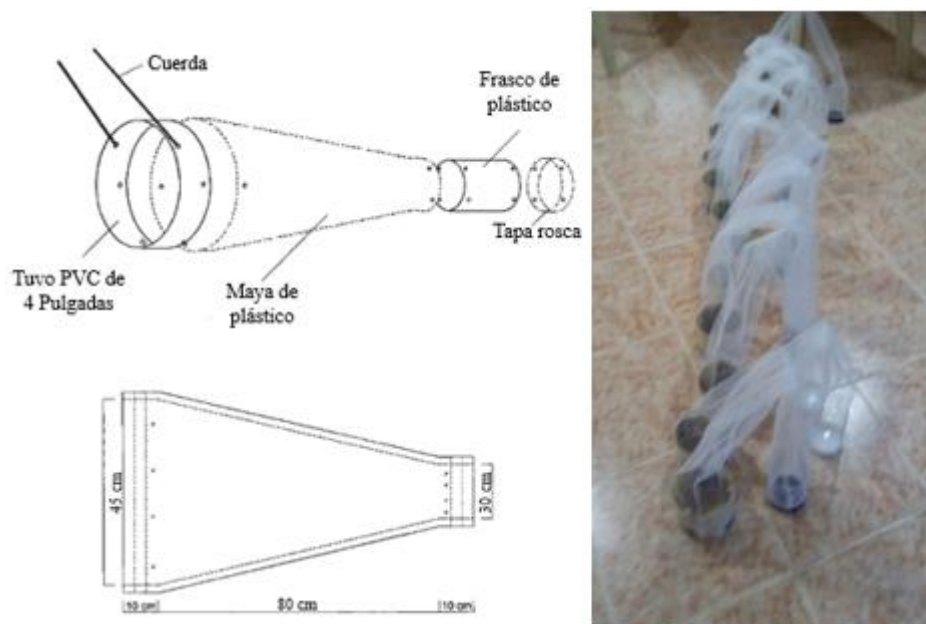 Cuerda
Frasco de
plástico
Tapa rosca
Tuvo PVC de
4 Pulgadas
Maya de
plástico
45 cm
30 cm
10 cm
80 cm
10 cm